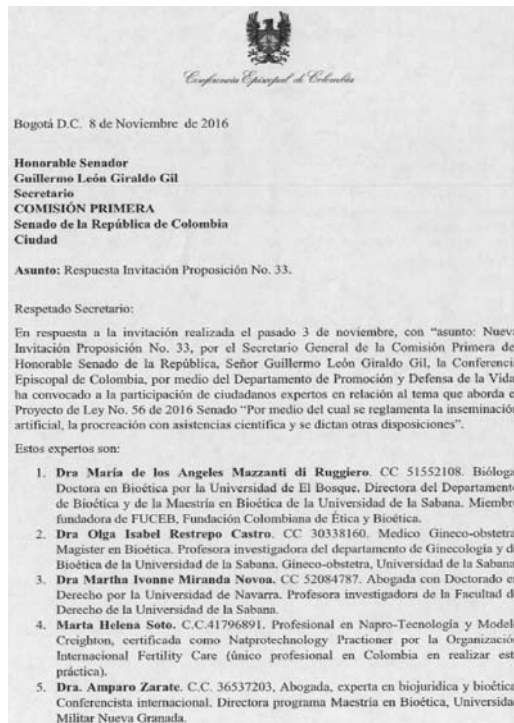 Conferencia Episcopal de Colombia
Bogotá D.C. 8 de Noviembre de 2016
Honorable Senador
Guillermo León Giraldo Gil
Secretario
COMISIÓN PRIMERA
Senado de la República de Colombia
Ciudad
Asunto: Respuesta Invitación Proposición No. 33.
Respetado Secretario:
En respuesta a la invitación realizada el pasado 3 de noviembre, con “asunto: Nueva
Invitación Proposición No. 33, por el Secretario General de la Comisión Primera de
Honorable Senado de la República, Señor Guillermo León Giraldo Gil, la Conferenci
Episcopal de Colombia, por medio del Departamento de Promoción y Defensa de la Vida
ha convocado a la participación de ciudadanos expertos en relación al tema que aborda e
Proyecto de Ley No. 56 de 2016 Senado “Por medio del cual se reglamenta la inseminación
artificial, la procreación con asistencias científica y se dictan otras disposiciones”.
Estos expertos son:
1. Dra María de los Angeles Mazzanti di Ruggiero. CC 51552108. Bióloga
Doctora en Bioética por la Universidad de El Bosque. Directora del Departamento
de Bioética y de la Maestría en Bioética de la Universidad de la Sabana. Miembro
fundadora de FUCEB, Fundación Colombiana de Ética y Bioética.
2. Dra Olga Isabel Restrepo Castro. CC 30338160. Medico Gineco-obstetra
Magister en Bioética. Profesora investigadora del departamento de Ginecología y d
Bioética de la Universidad de la Sabana. Gineco-obstetra, Universidad de la Sabana
3. Dra Martha Ivonne Miranda Novoa. CC 52084787. Abogada con Doctorado e
Derecho por la Universidad de Navarra. Profesora investigadora de la Facultad d
Derecho de la Universidad de la Sabana.
4. Marta Helena Soto. C.C.41796891. Profesional en Napro-Tecnología y Model
Creighton, certificada como Natprotechnology Practioner por la Organización
Internacional Fertility Care (único profesional en Colombia en realizar est
práctica).
5. Dra. Amparo Zarate. C.C. 36537203, Abogada, experta en biojuridica y bioética
Conferencista internacional. Directora programa Maestría en Bioética, Universidad
Militar Nueva Granada.